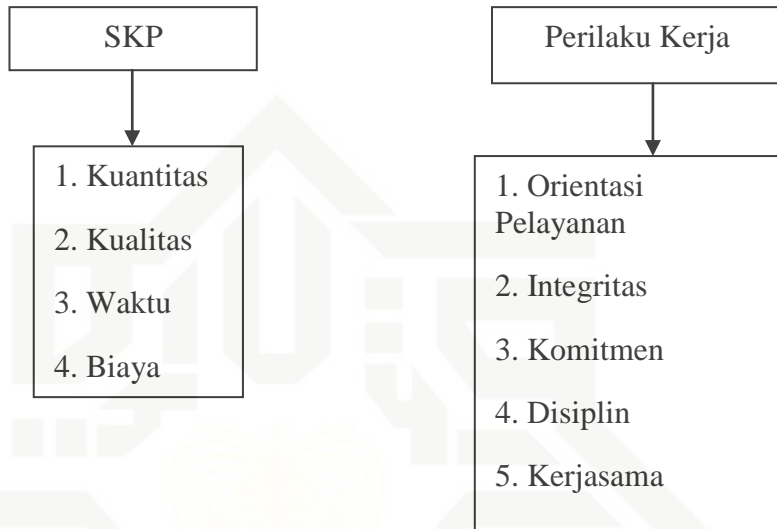 SKP
1. Kuantitas
2. Kualitas
3. Waktu
4. Biaya
Perilaku Kerja
1. Orientasi
Pelayanan
2. Integritas
3. Komitmen
4. Disiplin
5. Kerjasama